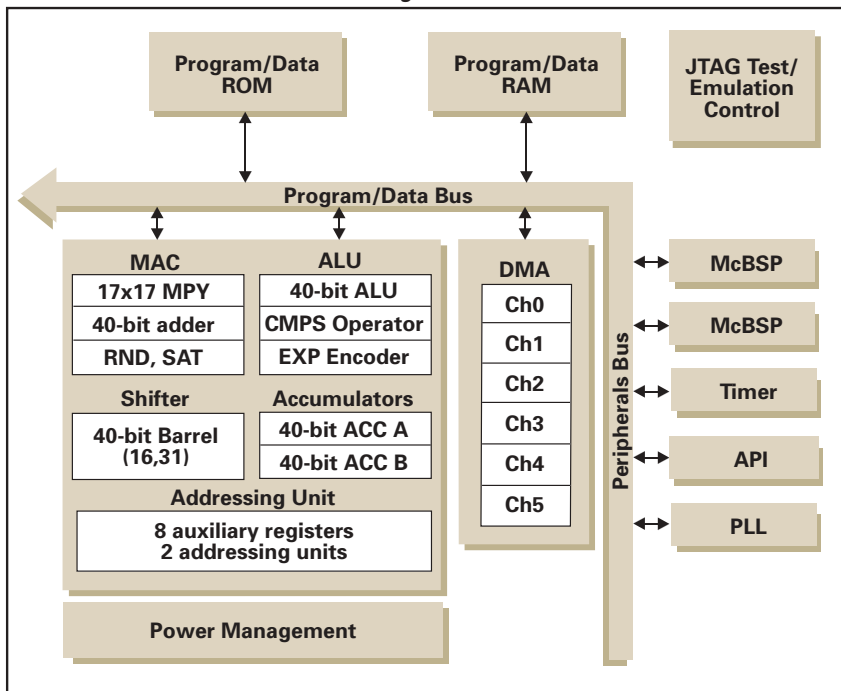 Program/Data
ROM
Program/Data
RAM
JTAG Test/
Emulation
Control
Program/Data Bus
MAC
17x17 MPY
40-bit adder
RND, SAT
ALU
40-bit ALU
CMPS Operator
EXP Encoder
Shifter
40-bit Barrel
(16,31)
Accumulators
40-bit ACC A
40-bit ACC B
Addressing Unit
8 auxiliary registers
2 addressing units
Power Management
DMA
Ch0
Ch1
Ch2
Ch3
Ch4
Ch5
Peripherals Bus
McBSP
McBSP
Timer
API
PLL